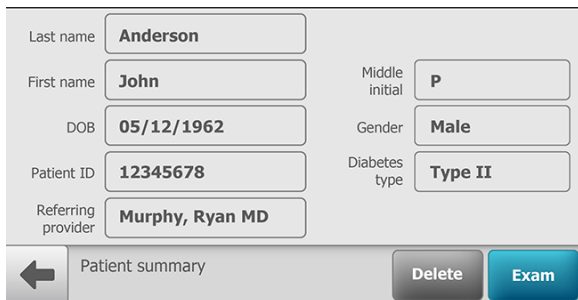 Last name Anderson
First name John
Middle
initial P
DOB 05/12/1962
Gender Male
Patient ID 12345678
Diabetes
type Type II
Referring
provider Murphy, Ryan MD
Patient summary
Delete
Exam